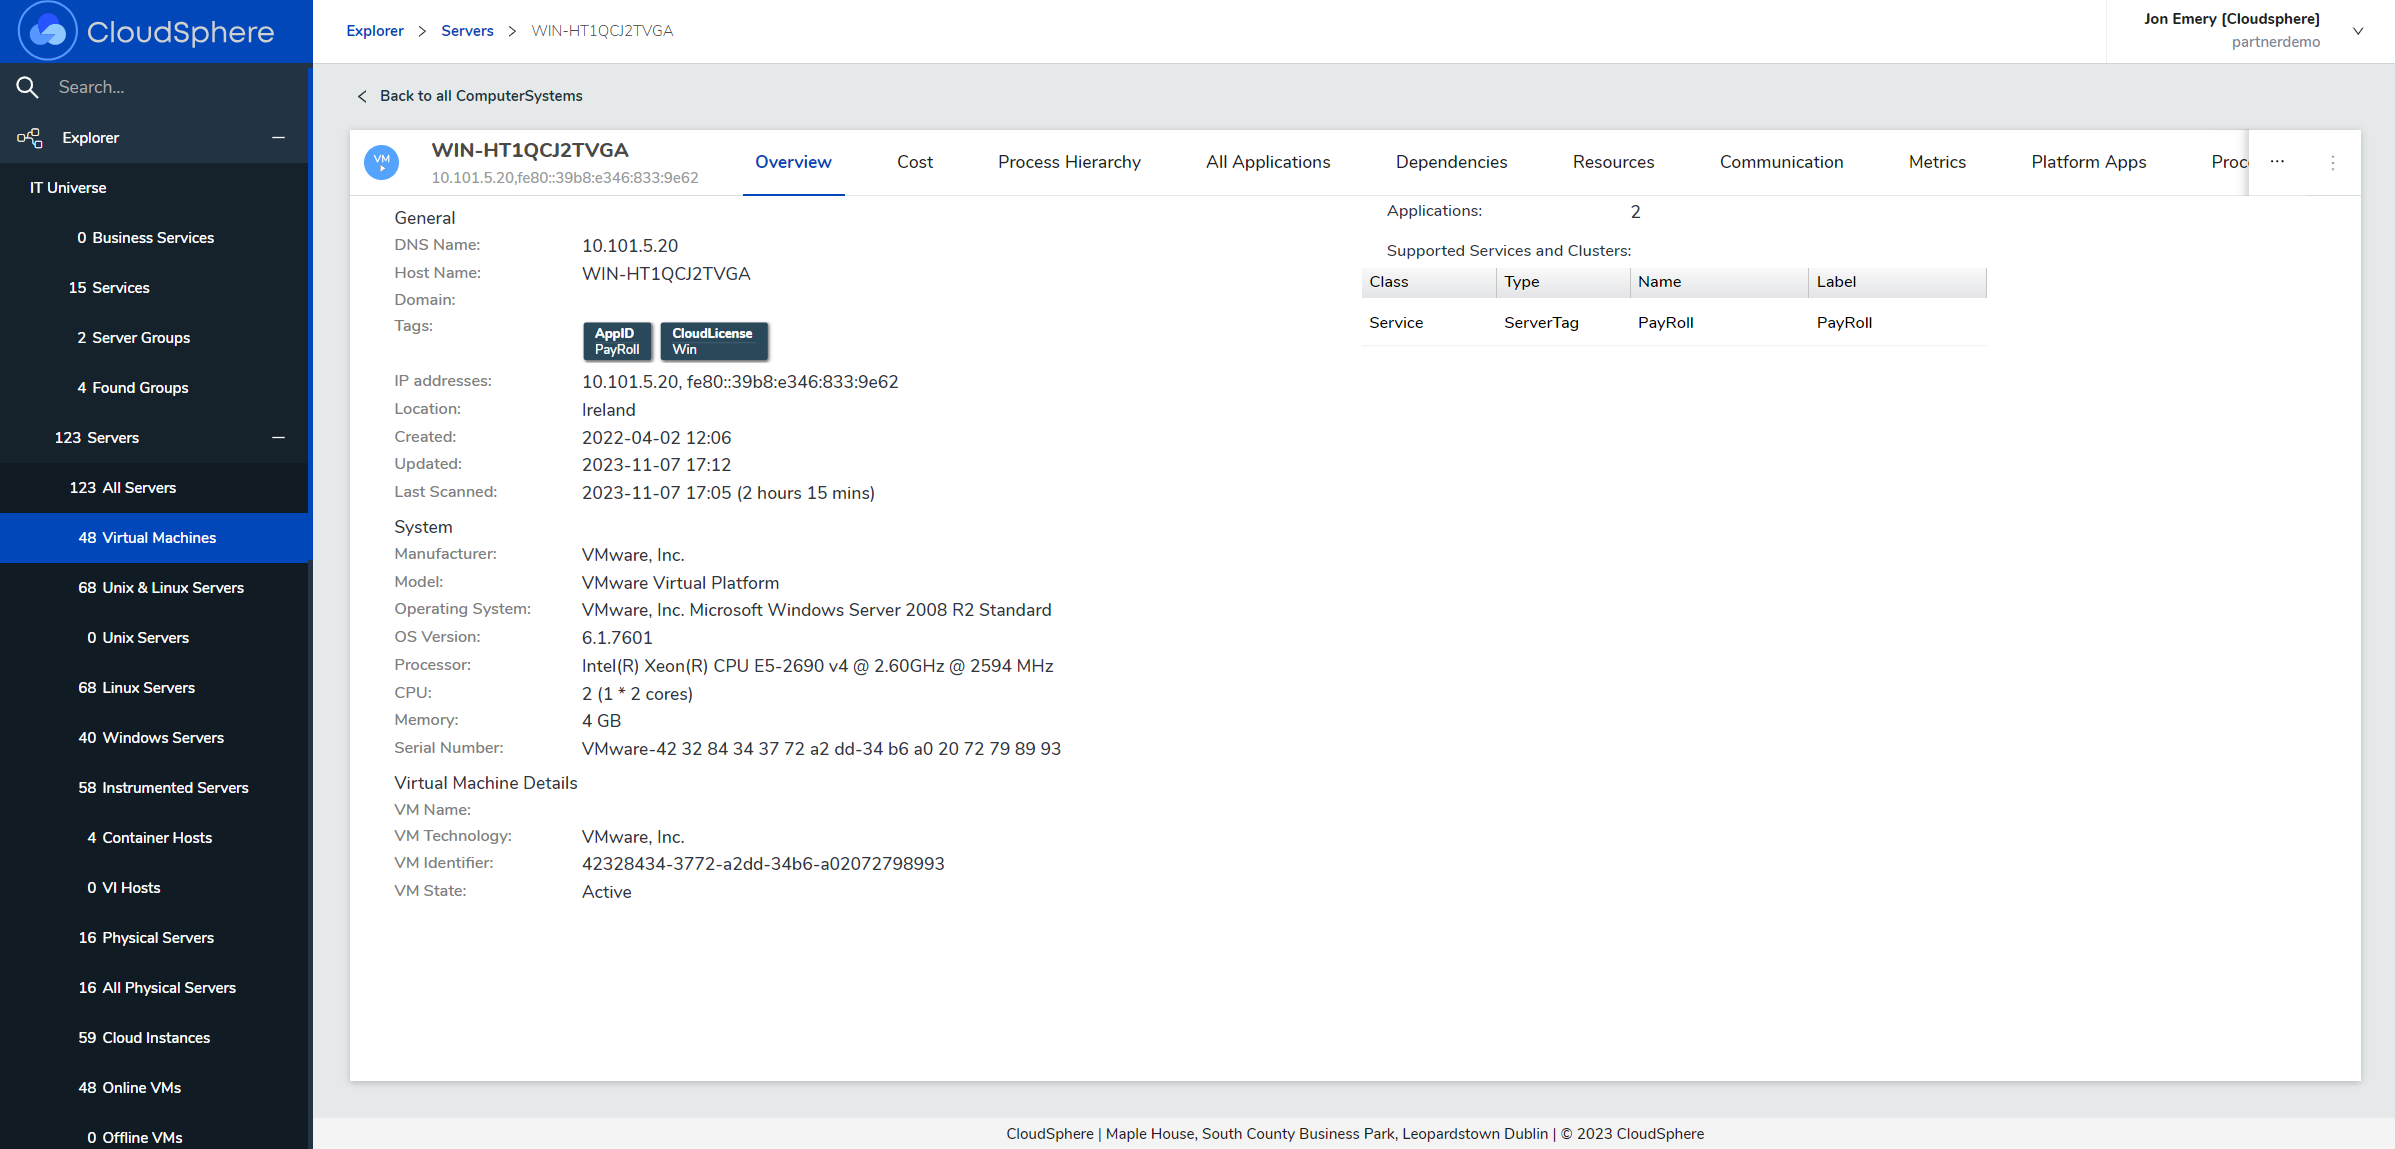 CloudSphere
Search...
Explorer
IT Universe
0 Business Services
15 Services
2 Server Groups
4 Found Groups
123 Servers
123 All Servers
48 Virtual Machines
68 Unix & Linux Servers
0 Unix Servers
68 Linux Servers
40 Windows Servers
58 Instrumented Servers
4 Container Hosts
0 VI Hosts
16 Physical Servers
16 All Physical Servers
59 Cloud Instances
48 Online VMs
0 Offline VMs
Explorer > Servers > WIN-HT1QCJ2TVGA
Jon Emery [Cloudsphere]
partnerdemo
Back to all ComputerSystems
VM
WIN-HT1QCJ2TVGA
10.101.5.20,fe80::39b8:e346:833:9e62
Overview Cost Process Hierarchy All Applications Dependencies Resources Communication Metrics Platform Apps Proc ...
General
DNS Name: 10.101.5.20
Host Name: WIN-HT1QCJ2TVGA
Domain:
Tags:
AppID
PayRoll
CloudLicense
Win
IP addresses: 10.101.5.20, fe80::39b8:e346:833:9e62
Location: Ireland
Created: 2022-04-02 12:06
Updated: 2023-11-07 17:12
Last Scanned: 2023-11-07 17:05 (2 hours 15 mins)
System
Manufacturer: VMware, Inc.
Model: VMware Virtual Platform
Operating System: VMware, Inc. Microsoft Windows Server 2008 R2 Standard
OS Version: 6.1.7601
Processor: Intel(R) Xeon(R) CPU E5-2690 v4 @ 2.60GHz @ 2594 MHz
CPU: 2 (1 * 2 cores)
Memory: 4 GB
Serial Number: VMware-42 32 84 34 37 72 a2 dd-34 b6 a0 20 72 79 89 93
Virtual Machine Details
VM Name:
VM Technology: VMware, Inc.
VM Identifier: 42328434-3772-a2dd-34b6-a02072798993
VM State: Active
Applications: 2
Supported Services and Clusters:
Class Type Name Label
Service ServerTag PayRoll PayRoll
CloudSphere | Maple House, South County Business Park, Leopardstown Dublin | © 2023 CloudSphere